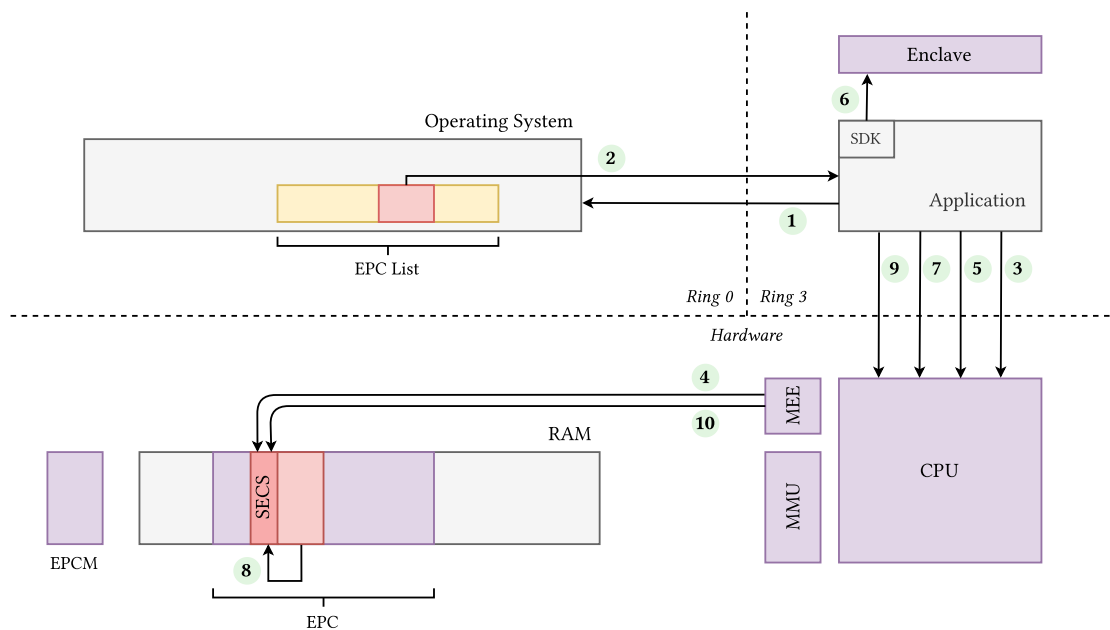 Enclave
6
Operating System
SDK
2
Application
1
EPC List
9
7
5
3
Ring 0
Ring 3
Hardware
4
MEE
10
RAM
SECS
MMU
CPU
EPCM
8
EPC